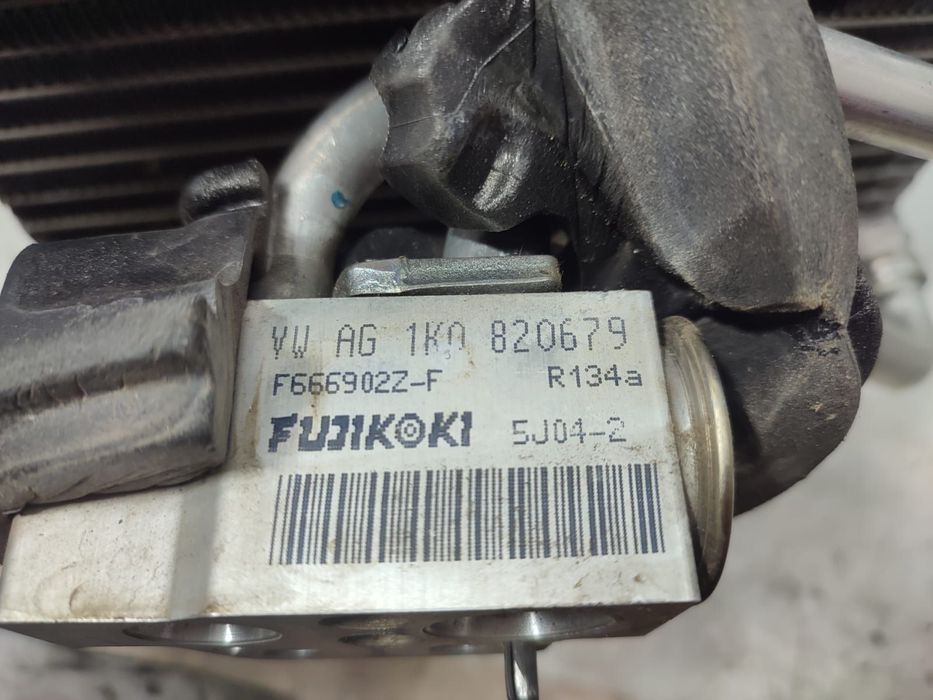 VW AG 1K0 820679
F666902Z-F R134a
FUJIKOKI 5J04-2